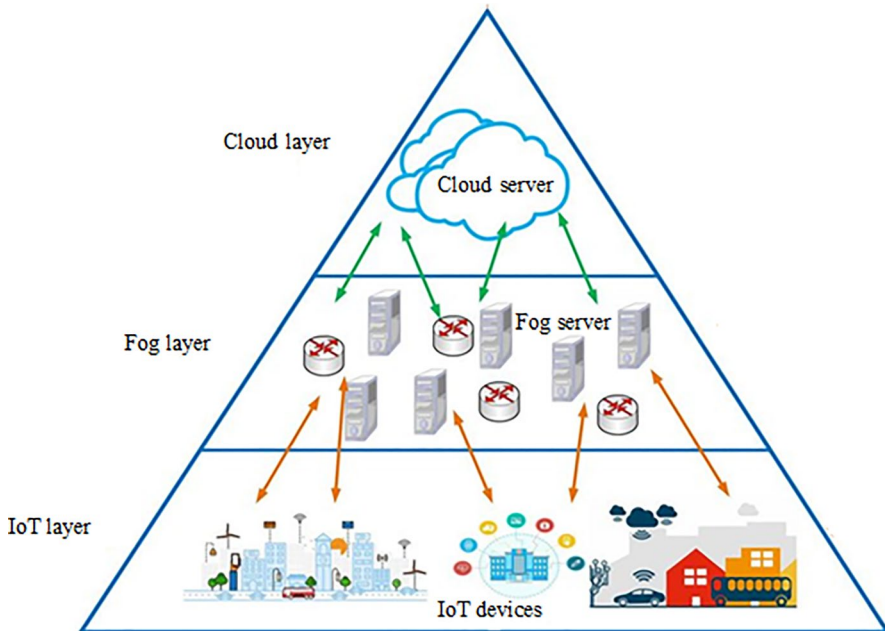 Cloud layer
Cloud server
Fog layer
Fog server
IoT layer
IoT devices